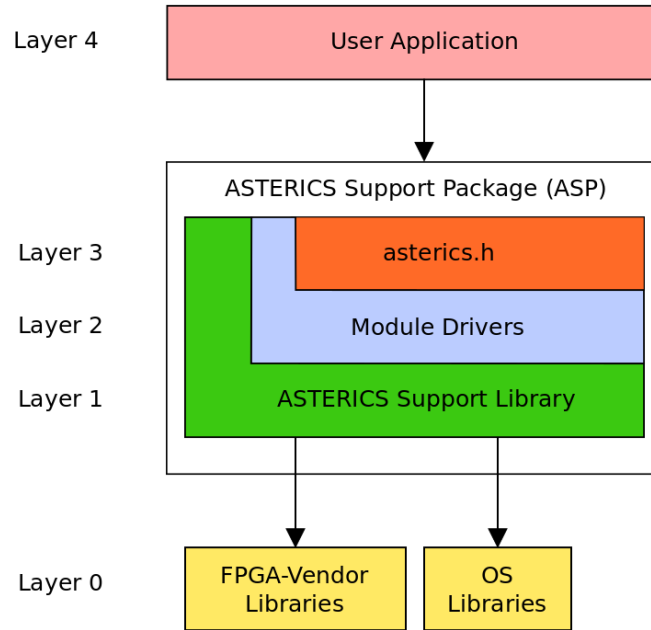 Layer 4
User Application
ASTERICS Support Package (ASP)
Layer 3
asterics.h
Layer 2
Module Drivers
Layer 1
ASTERICS Support Library
Layer 0
FPGA-Vendor
Libraries
OS
Libraries